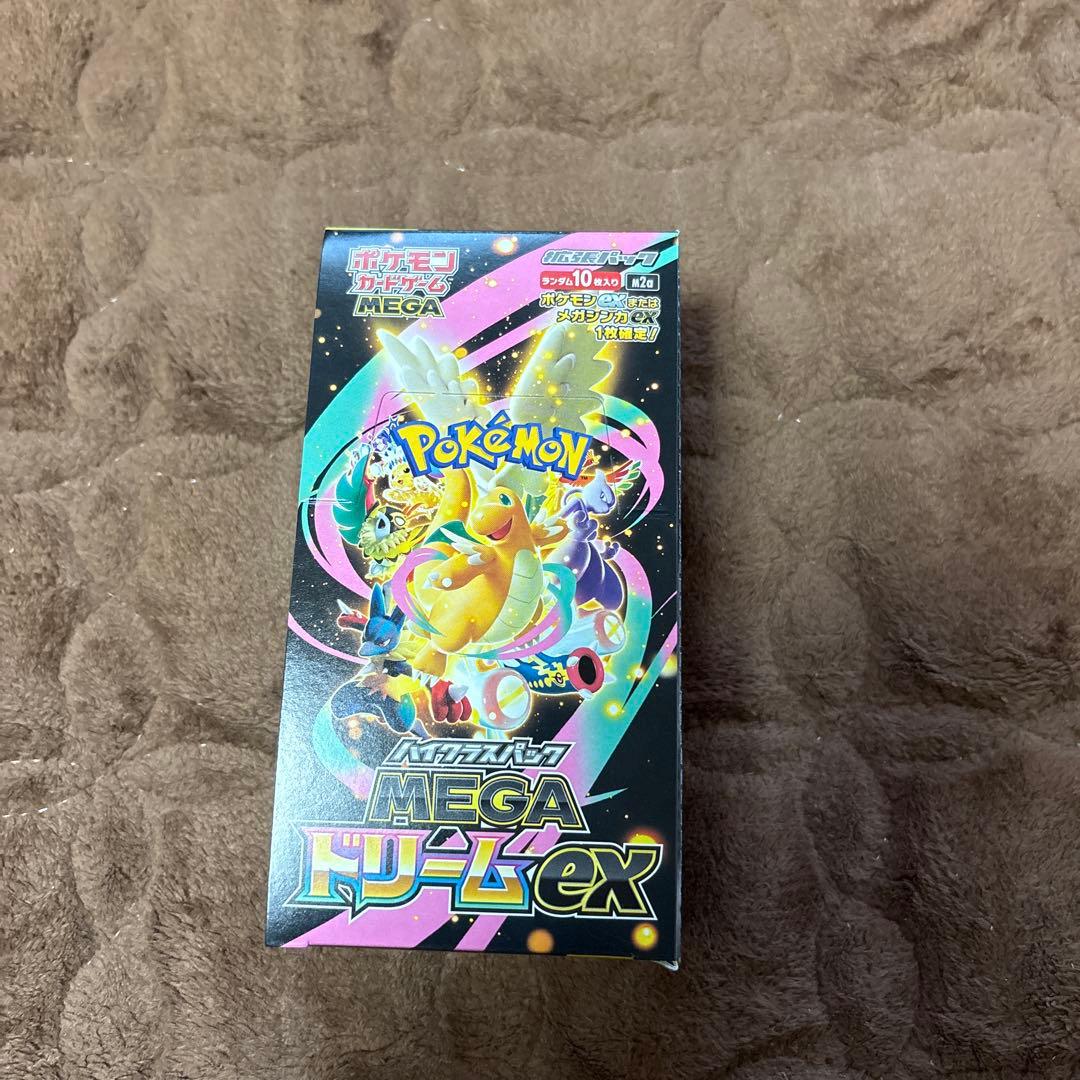 ポケモン
カードゲーム
MEGA
拡張パック
ランダム10枚入り M2a
ポケモンexまたは
メガシンカex
1枚確定!
POKéMON
TM
ハイクラスパック
MEGA
ドリームex